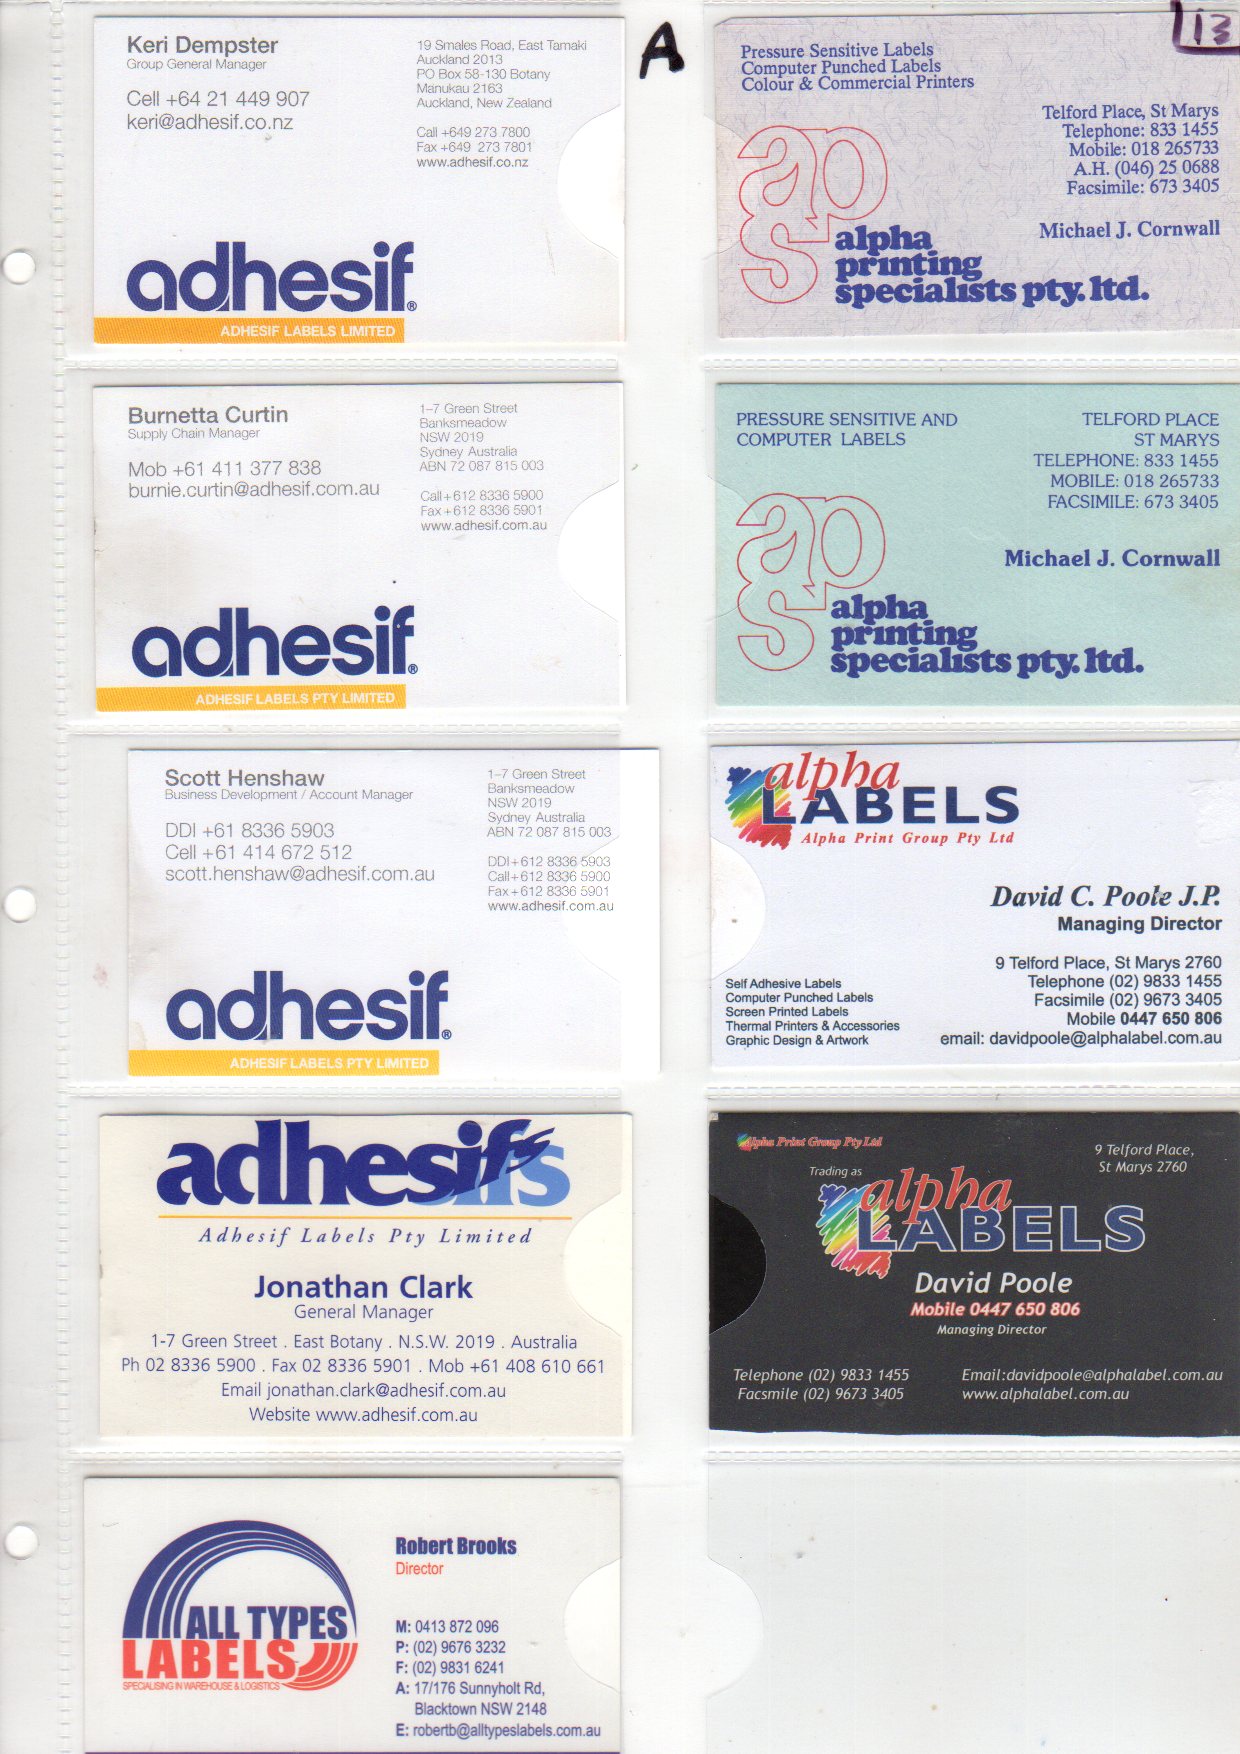 Keri Dempster
Group General Manager
Cell +64 21 449 907
keri@adhesif.co.nz
19 Smales Road, East Tamaki
Auckland 2013
PO Box 58-130 Botany
Manukau 2163
Auckland, New Zealand
Call +649 273 7800
Fax +649 273 7801
www.adhesif.co.nz
adhesif®
ADHESIF LABELS LIMITED
A
13
Pressure Sensitive Labels
Computer Punched Labels
Colour & Commercial Printers
Telford Place, St Marys
Telephone: 833 1455
Mobile: 018 265733
A.H. (046) 25 0688
Facsimile: 673 3405
Michael J. Cornwall
aps
alpha
printing
specialists pty. ltd.
Burnetta Curtin
Supply Chain Manager
Mob +61 411 377 838
burnie.curtin@adhesif.com.au
1–7 Green Street
Banksmeadow
NSW 2019
Sydney Australia
ABN 72 087 815 003
Call+612 8336 5900
Fax+612 8336 5901
www.adhesif.com.au
adhesif®
ADHESIF LABELS PTY LIMITED
PRESSURE SENSITIVE AND
COMPUTER LABELS
TELFORD PLACE
ST MARYS
TELEPHONE: 833 1455
MOBILE: 018 265733
FACSIMILE: 673 3405
Michael J. Cornwall
aps
alpha
printing
specialists pty. ltd.
Scott Henshaw
Business Development / Account Manager
DDI +61 8336 5903
Cell +61 414 672 512
scott.henshaw@adhesif.com.au
1–7 Green Street
Banksmeadow
NSW 2019
Sydney Australia
ABN 72 087 815 003
DDI+612 8336 5903
Call+612 8336 5900
Fax+612 8336 5901
www.adhesif.com.au
adhesif®
ADHESIF LABELS PTY LIMITED
alpha
LABELS
Alpha Print Group Pty Ltd
David C. Poole J.P.
Managing Director
9 Telford Place, St Marys 2760
Telephone (02) 9833 1455
Facsimile (02) 9673 3405
Mobile 0447 650 806
email: davidpoole@alphalabel.com.au
Self Adhesive Labels
Computer Punched Labels
Screen Printed Labels
Thermal Printers & Accessories
Graphic Design & Artwork
adhesifs
Adhesif Labels Pty Limited
Jonathan Clark
General Manager
1-7 Green Street . East Botany . N.S.W. 2019 . Australia
Ph 02 8336 5900 . Fax 02 8336 5901 . Mob +61 408 610 661
Email jonathan.clark@adhesif.com.au
Website www.adhesif.com.au
Alpha Print Group Pty Ltd
9 Telford Place,
St Marys 2760
Trading as
alpha
LABELS
David Poole
Mobile 0447 650 806
Managing Director
Telephone (02) 9833 1455
Facsmile (02) 9673 3405
Email:davidpoole@alphalabel.com.au
www.alphalabel.com.au
ALL TYPES
LABELS
SPECIALISING IN WAREHOUSE & LOGISTICS
Robert Brooks
Director
M: 0413 872 096
P: (02) 9676 3232
F: (02) 9831 6241
A: 17/176 Sunnyholt Rd,
Blacktown NSW 2148
E: robertb@alltypeslabels.com.au